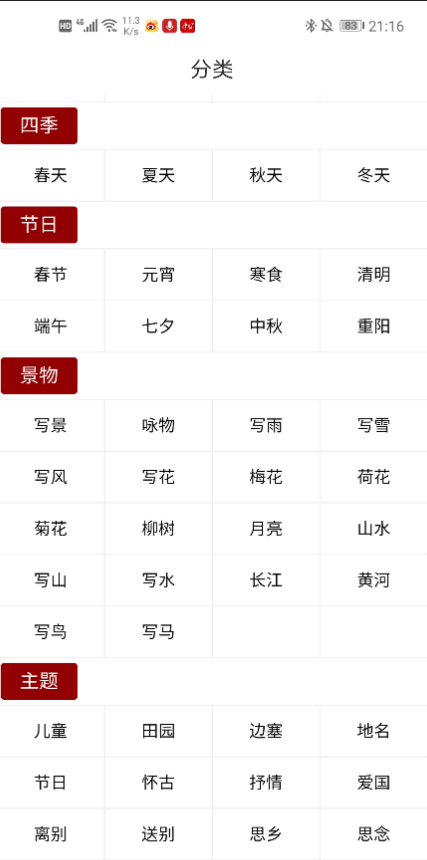 HD 4G 11.3 K/s 83 21:16
分类
四季
春天 夏天 秋天 冬天
节日
春节 元宵 寒食 清明
端午 七夕 中秋 重阳
景物
写景 咏物 写雨 写雪
写风 写花 梅花 荷花
菊花 柳树 月亮 山水
写山 写水 长江 黄河
写鸟 写马
主题
儿童 田园 边塞 地名
节日 怀古 抒情 爱国
离别 送别 思乡 思念